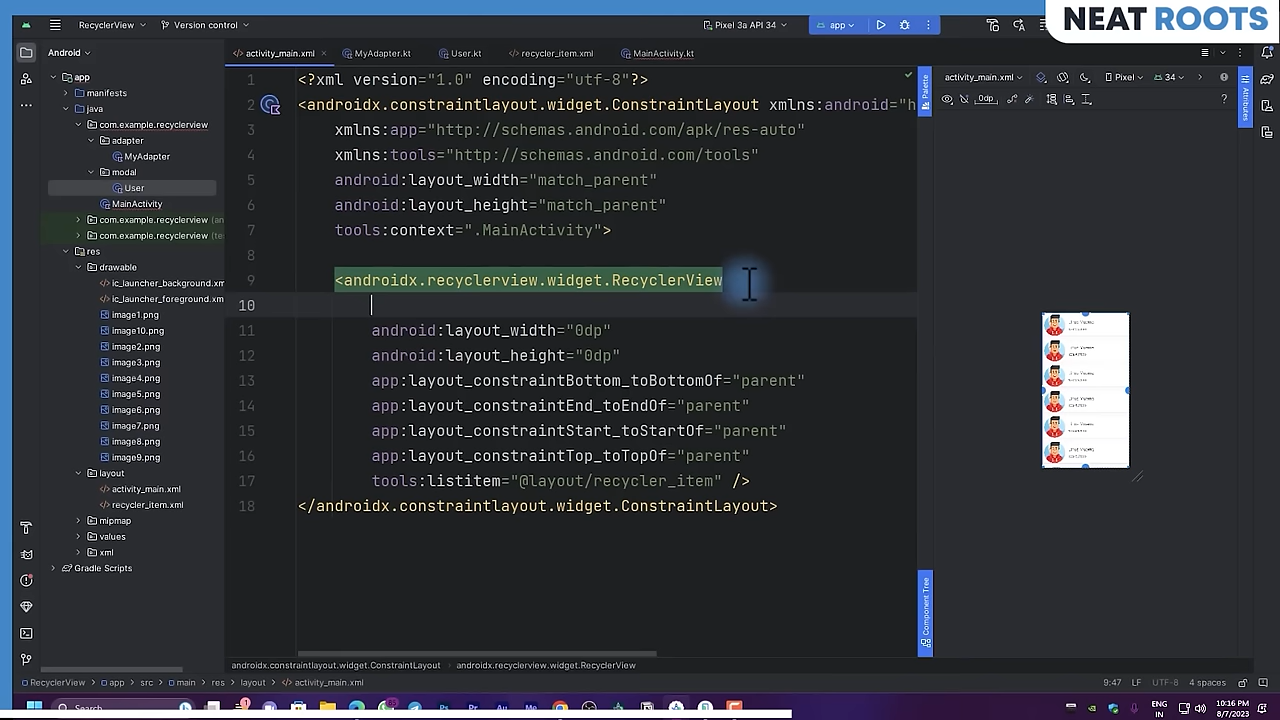 NEAT ROOTS
RecyclerView
Version control
Pixel 3a API 34
app
Android
activity_main.xml
MyAdapter.kt
User.kt
recycler_item.xml
MainActivity.kt
app
manifests
java
com.example.recyclerview
adapter
MyAdapter
modal
User
MainActivity
com.example.recyclerview (an
com.example.recyclerview (te
res
drawable
ic_launcher_background.xm
ic_launcher_foreground.xm
image1.png
image10.png
image2.png
image3.png
image4.png
image5.png
image6.png
image7.png
image8.png
image9.png
layout
activity_main.xml
recycler_item.xml
mipmap
values
xml
Gradle Scripts
1 <?xml version="1.0" encoding="utf-8"?>
2 <androidx.constraintlayout.widget.ConstraintLayout xmlns:android="h
3 xmlns:app="http://schemas.android.com/apk/res-auto"
4 xmlns:tools="http://schemas.android.com/tools"
5 android:layout_width="match_parent"
6 android:layout_height="match_parent"
7 tools:context=".MainActivity">
8
9 <androidx.recyclerview.widget.RecyclerView
10
11 android:layout_width="0dp"
12 android:layout_height="0dp"
13 app:layout_constraintBottom_toBottomOf="parent"
14 app:layout_constraintEnd_toEndOf="parent"
15 app:layout_constraintStart_toStartOf="parent"
16 app:layout_constraintTop_toTopOf="parent"
17 tools:listitem="@layout/recycler_item" />
18 </androidx.constraintlayout.widget.ConstraintLayout>
Palette
Component Tree
activity_main.xml
Pixel
34
0dp
?
Attributes
androidx.constraintlayout.widget.ConstraintLayout
androidx.recyclerview.widget.RecyclerView
RecyclerView > app > src > main > res > layout > activity_main.xml
9:47 LF UTF-8 4 spaces
Search
ENG
IN
10:16 PM
8/7/2023